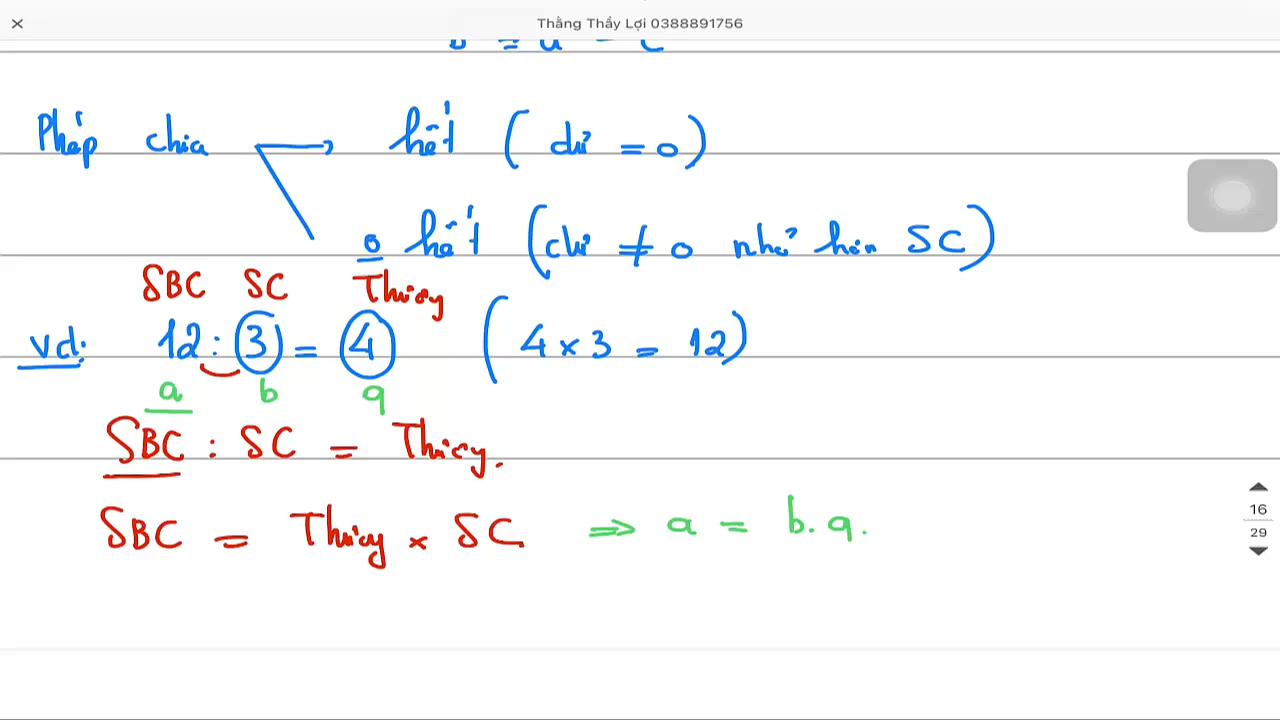 Thằng Thầy Lợi 0388891756
Phép chia → hết ( dư = 0 )
o hết ( dư ≠ 0 nhỏ hơn SC )
SBC SC Thương
vd: 12 : 3 = 4 ( 4 x 3 = 12 )
a b q
SBC : SC = Thương.
SBC = Thương x SC ⇒ a = b.q.
16
29